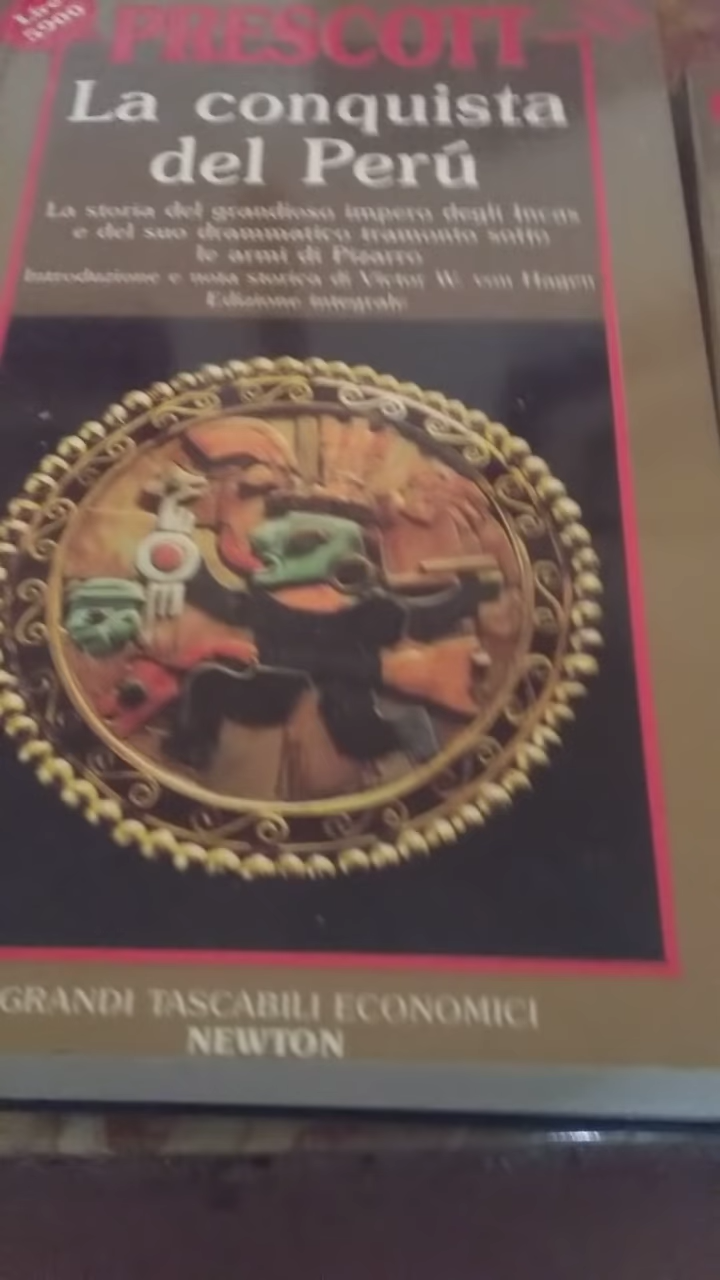 Lire
5900
PRESCOTT
La conquista
del Perú
La storia del grandioso impero degli Incas
e del suo drammatico tramonto sotto
le armi di Pizarro
Introduzione e nota storica di Victor W. von Hagen
Edizione integrale
GRANDI TASCABILI ECONOMICI
NEWTON